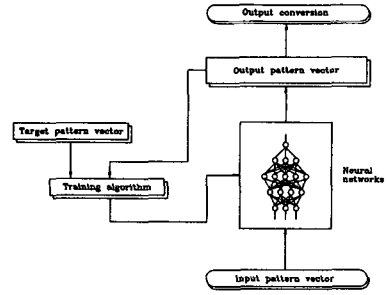 Output conversion
Output pattern vector
Target pattern vector
Training algorithm
Neural
networks
Input pattern vector